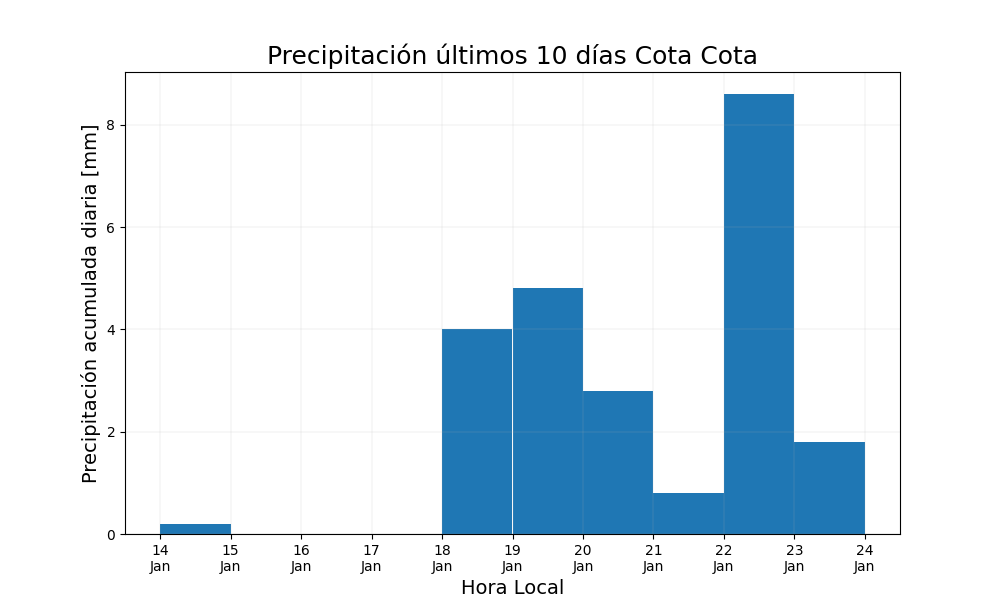 Precipitación últimos 10 días Cota Cota
Precipitación acumulada diaria [mm]
8
6
4
2
0
14 15 16 17 18 19 20 21 22 23 24
Jan Jan Jan Jan Jan Jan Jan Jan Jan Jan Jan
Hora Local